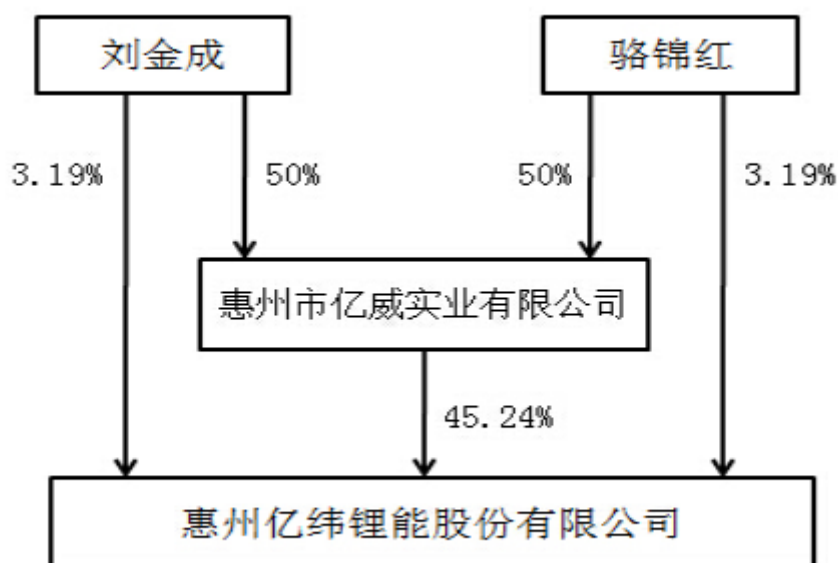 刘金成
骆锦红
3.19%
50%
50%
3.19%
惠州市亿威实业有限公司
45.24%
惠州亿纬锂能股份有限公司